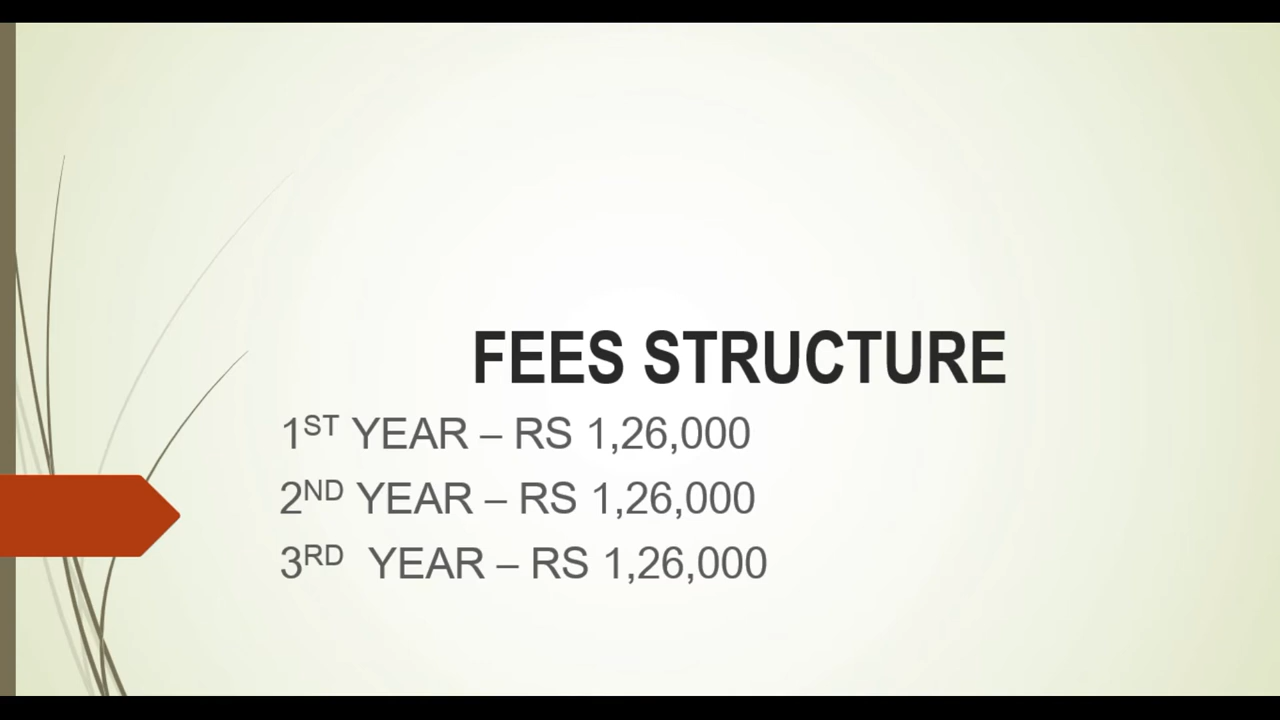 FEES STRUCTURE
1ST YEAR – RS 1,26,000
2ND YEAR – RS 1,26,000
3RD YEAR – RS 1,26,000